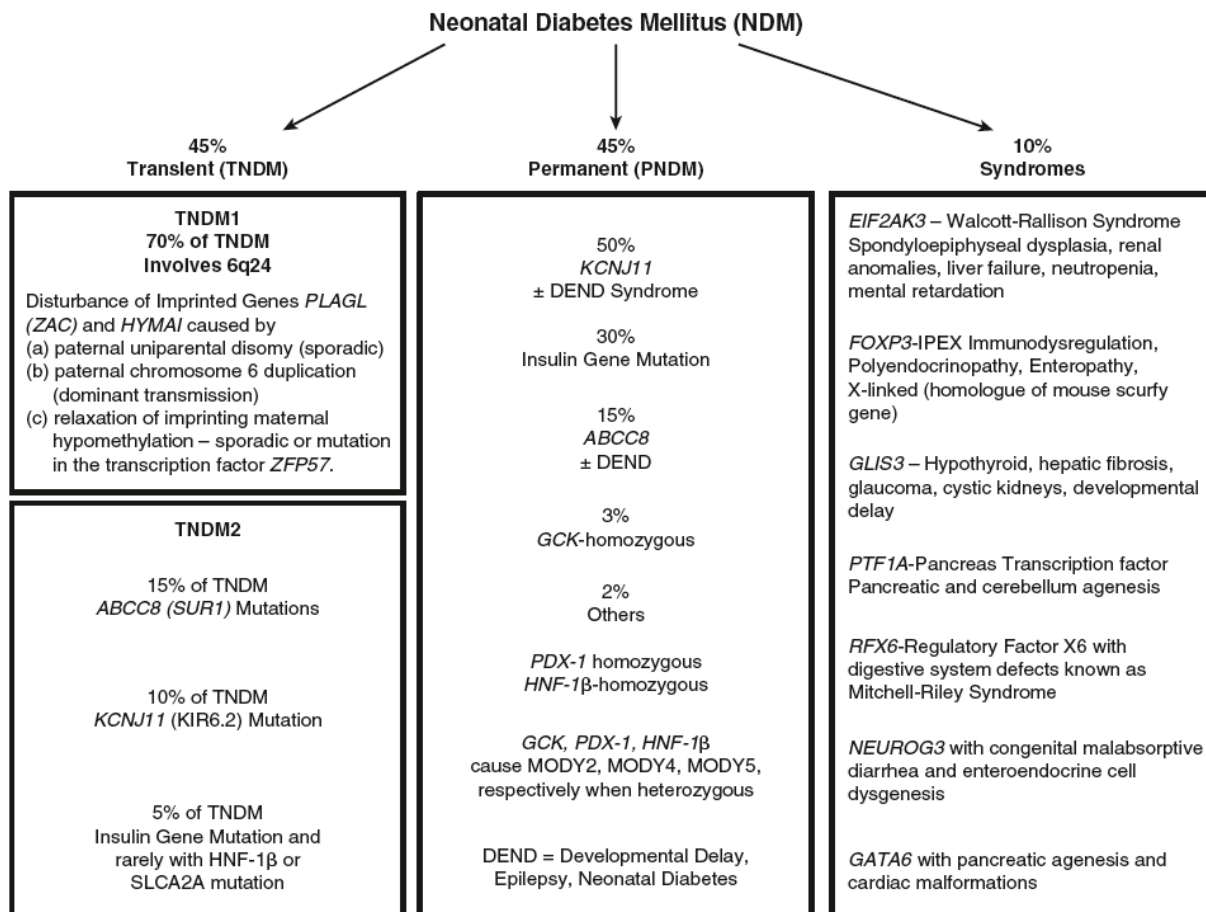 Neonatal Diabetes Mellitus (NDM)
45%
Transient (TNDM)
45%
Permanent (PNDM)
10%
Syndromes
TNDM1
70% of TNDM
Involves 6q24
Disturbance of Imprinted Genes PLAGL
(ZAC) and HYMAI caused by
(a) paternal uniparental disomy (sporadic)
(b) paternal chromosome 6 duplication
(dominant transmission)
(c) relaxation of imprinting maternal
hypomethylation – sporadic or mutation
in the transcription factor ZFP57.
TNDM2
15% of TNDM
ABCC8 (SUR1) Mutations
10% of TNDM
KCNJ11 (KIR6.2) Mutation
5% of TNDM
Insulin Gene Mutation and
rarely with HNF-1β or
SLCA2A mutation
50%
KCNJ11
± DEND Syndrome
30%
Insulin Gene Mutation
15%
ABCC8
± DEND
3%
GCK-homozygous
2%
Others
PDX-1 homozygous
HNF-1β-homozygous
GCK, PDX-1, HNF-1β
cause MODY2, MODY4, MODY5,
respectively when heterozygous
DEND = Developmental Delay,
Epilepsy, Neonatal Diabetes
EIF2AK3 – Walcott-Rallison Syndrome
Spondyloepiphyseal dysplasia, renal
anomalies, liver failure, neutropenia,
mental retardation
FOXP3-IPEX Immunodysregulation,
Polyendocrinopathy, Enteropathy,
X-linked (homologue of mouse scurfy
gene)
GLIS3 – Hypothyroid, hepatic fibrosis,
glaucoma, cystic kidneys, developmental
delay
PTF1A-Pancreas Transcription factor
Pancreatic and cerebellum agenesis
RFX6-Regulatory Factor X6 with
digestive system defects known as
Mitchell-Riley Syndrome
NEUROG3 with congenital malabsorptive
diarrhea and enteroendocrine cell
dysgenesis
GATA6 with pancreatic agenesis and
cardiac malformations